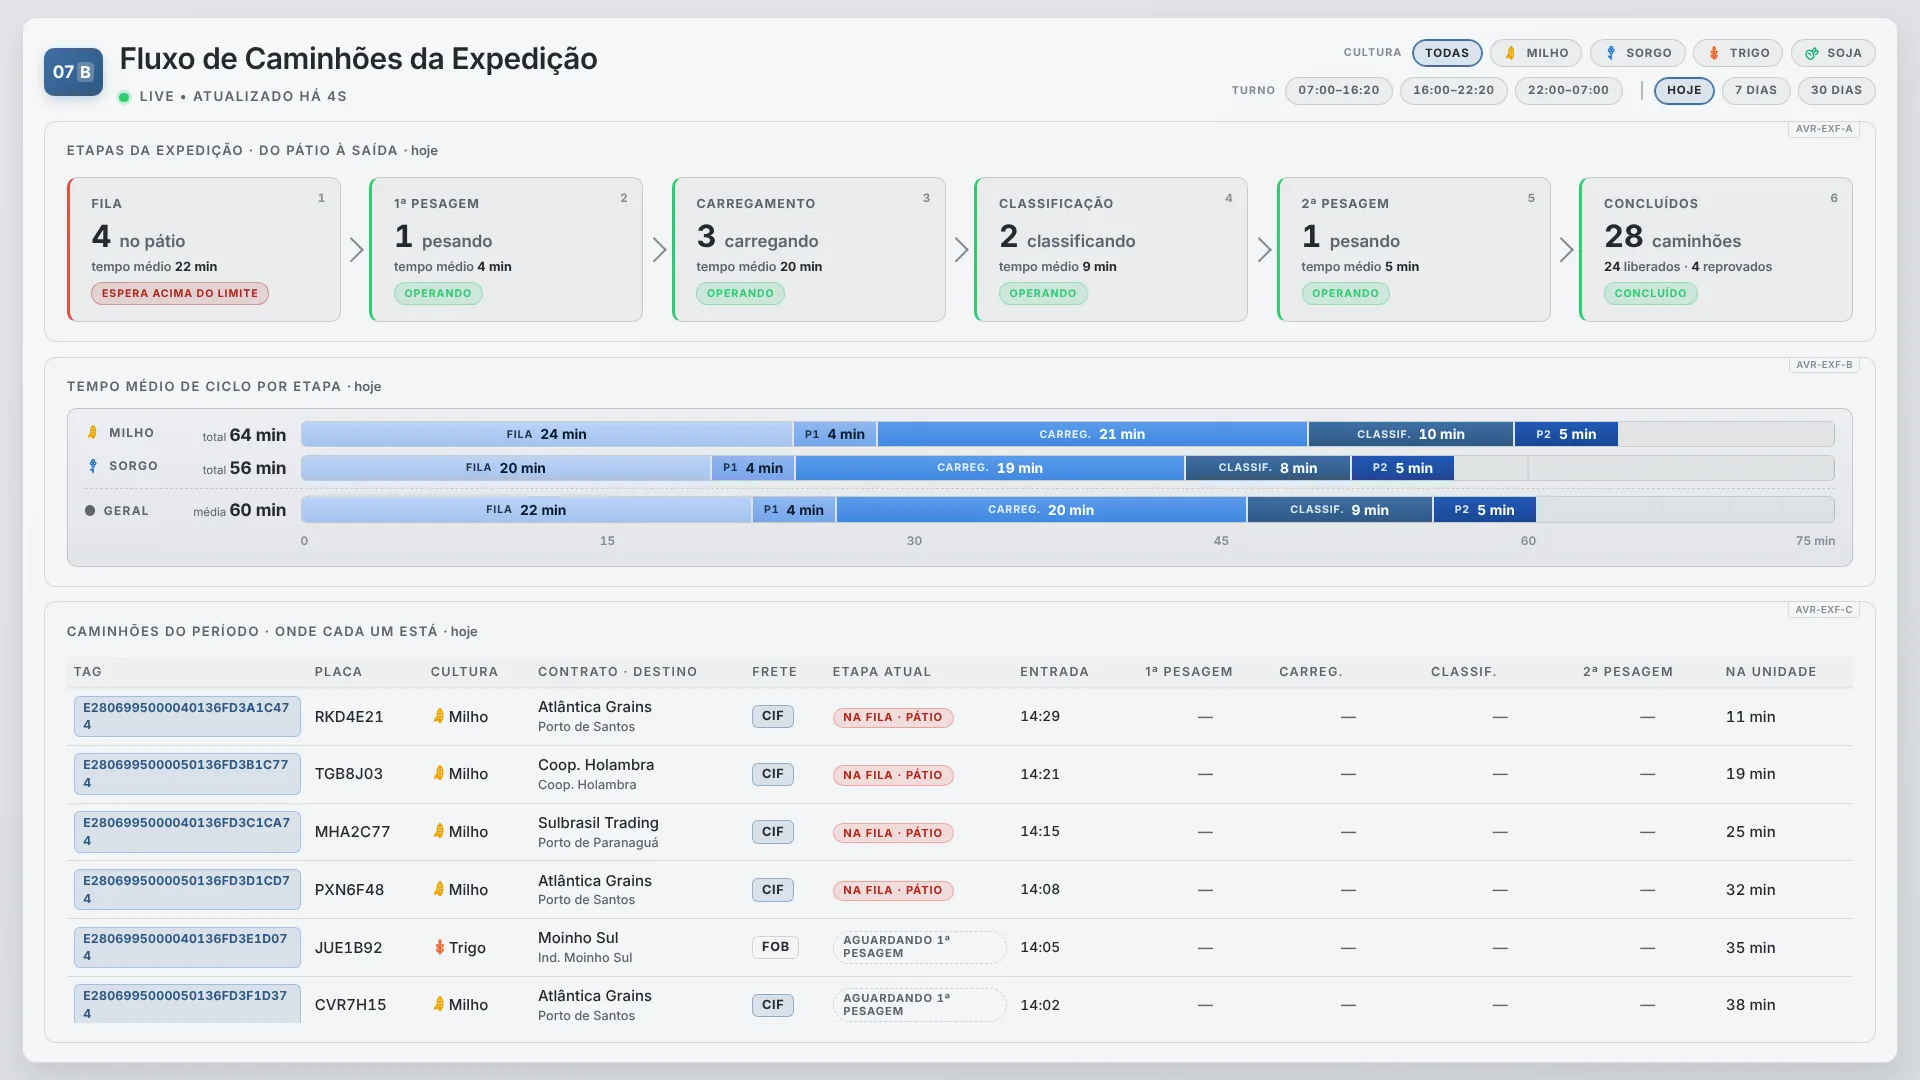 07 B
Fluxo de Caminhões da Expedição
LIVE • ATUALIZADO HÁ 4S
CULTURA TODAS MILHO SORGO TRIGO SOJA
TURNO 07:00–16:20 16:00–22:20 22:00–07:00 HOJE 7 DIAS 30 DIAS
AVR-EXF-A
ETAPAS DA EXPEDIÇÃO · DO PÁTIO À SAÍDA · hoje
FILA 1
4 no pátio
tempo médio 22 min
ESPERA ACIMA DO LIMITE
1ª PESAGEM 2
1 pesando
tempo médio 4 min
OPERANDO
CARREGAMENTO 3
3 carregando
tempo médio 20 min
OPERANDO
CLASSIFICAÇÃO 4
2 classificando
tempo médio 9 min
OPERANDO
2ª PESAGEM 5
1 pesando
tempo médio 5 min
OPERANDO
CONCLUÍDOS 6
28 caminhões
24 liberados · 4 reprovados
CONCLUÍDO
AVR-EXF-B
TEMPO MÉDIO DE CICLO POR ETAPA · hoje
MILHO total 64 min FILA 24 min P1 4 min CARREG. 21 min CLASSIF. 10 min P2 5 min
SORGO total 56 min FILA 20 min P1 4 min CARREG. 19 min CLASSIF. 8 min P2 5 min
GERAL média 60 min FILA 22 min P1 4 min CARREG. 20 min CLASSIF. 9 min P2 5 min
0 15 30 45 60 75 min
AVR-EXF-C
CAMINHÕES DO PERÍODO · ONDE CADA UM ESTÁ · hoje
TAG PLACA CULTURA CONTRATO · DESTINO FRETE ETAPA ATUAL ENTRADA 1ª PESAGEM CARREG. CLASSIF. 2ª PESAGEM NA UNIDADE
E2806995000040136FD3A1C47
4
RKD4E21 Milho
Atlântica Grains
Porto de Santos
CIF NA FILA · PÁTIO 14:29 — — — — 11 min
E2806995000050136FD3B1C77
4
TGB8J03 Milho
Coop. Holambra
Coop. Holambra
CIF NA FILA · PÁTIO 14:21 — — — — 19 min
E2806995000040136FD3C1CA7
4
MHA2C77 Milho
Sulbrasil Trading
Porto de Paranaguá
CIF NA FILA · PÁTIO 14:15 — — — — 25 min
E2806995000050136FD3D1CD7
4
PXN6F48 Milho
Atlântica Grains
Porto de Santos
CIF NA FILA · PÁTIO 14:08 — — — — 32 min
E2806995000040136FD3E1D07
4
JUE1B92 Trigo
Moinho Sul
Ind. Moinho Sul
FOB
AGUARDANDO 1ª
PESAGEM
14:05 — — — — 35 min
E2806995000050136FD3F1D37
4
CVR7H15 Milho
Atlântica Grains
Porto de Santos
CIF
AGUARDANDO 1ª
PESAGEM
14:02 — — — — 38 min